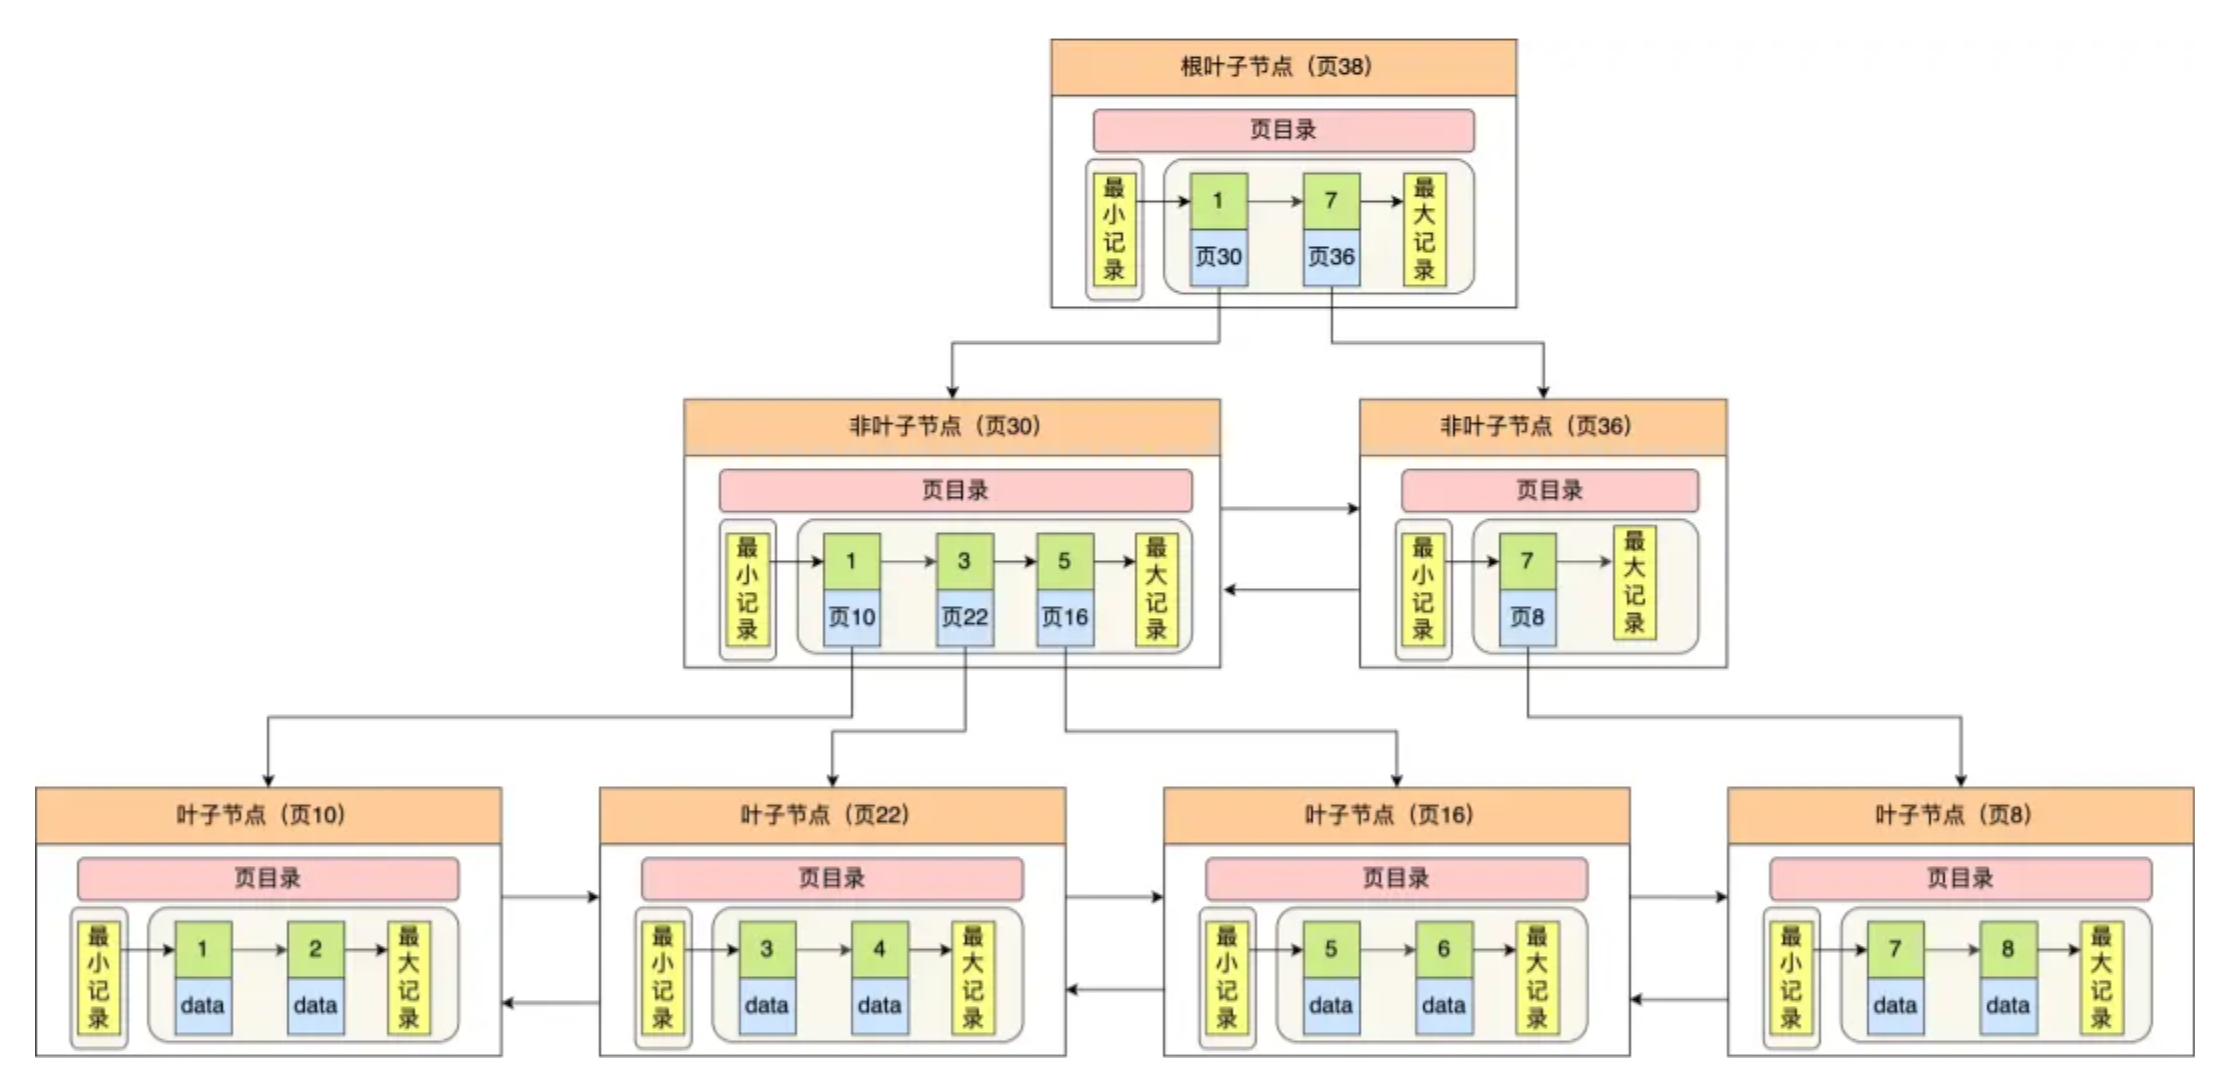 根叶子节点（页38）
页目录
最小记录
1
7
最大记录
页30
页36
非叶子节点（页30）
页目录
最小记录
1
3
5
最大记录
页10
页22
页16
非叶子节点（页36）
页目录
最小记录
7
最大记录
页8
叶子节点（页10）
页目录
最小记录
1
2
最大记录
data
data
叶子节点（页22）
页目录
最小记录
3
4
最大记录
data
data
叶子节点（页16）
页目录
最小记录
5
6
最大记录
data
data
叶子节点（页8）
页目录
最小记录
7
8
最大记录
data
data